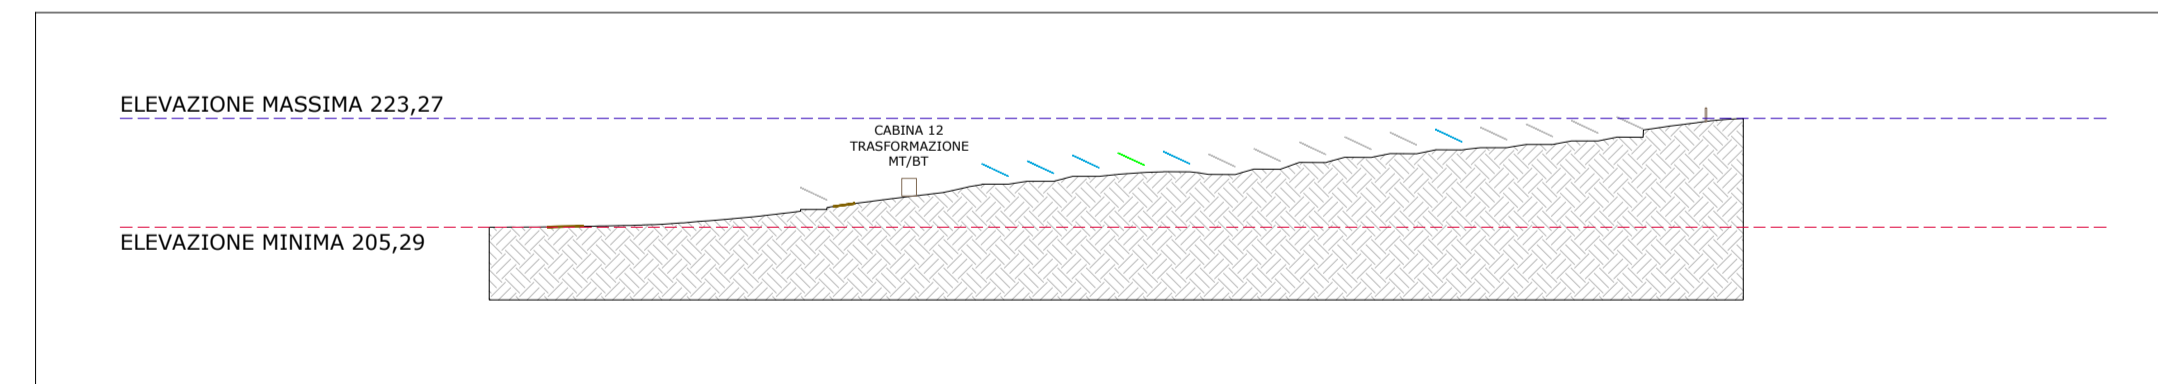 ELEVAZIONE MASSIMA 223,27
CABINA 12
TRASFORMAZIONE
MT/BT
ELEVAZIONE MINIMA 205,29